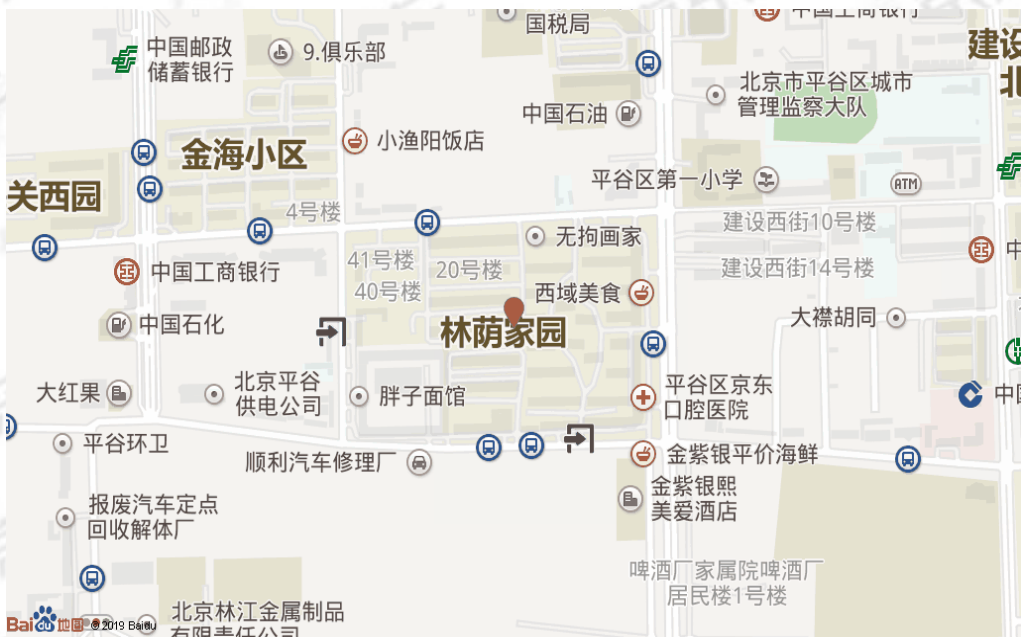 国税局
中国工商银行
中国邮政
储蓄银行
9.俱乐部
建设
北
北京市平谷区城市
管理监察大队
中国石油
小渔阳饭店
金海小区
平谷区第一小学
ATM
关西园
4号楼
建设西街10号楼
无拘画家
41号楼
20号楼
中国工商银行
建设西街14号楼
中
40号楼
西域美食
中国石化
林荫家园
大襟胡同
大红果
北京平谷
供电公司
胖子面馆
平谷区京东
口腔医院
中国
平谷环卫
顺利汽车修理厂
金紫银平价海鲜
报废汽车定点
回收解体厂
金紫银熙
美爱酒店
啤酒厂家属院啤酒厂
居民楼1号楼
北京林江金属制品
有限责任公司
Bai du 地图 © 2019 Baidu